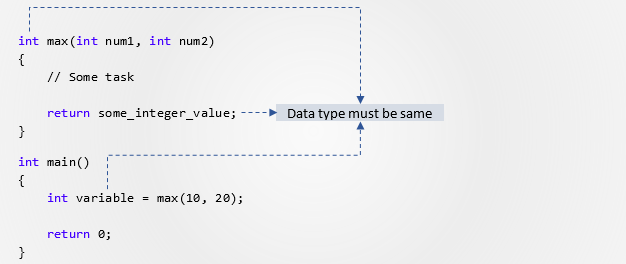 int max(int num1, int num2)
{
// Some task
return some_integer_value;
Data type must be same
}
int main()
{
int variable = max(10, 20);
return 0;
}